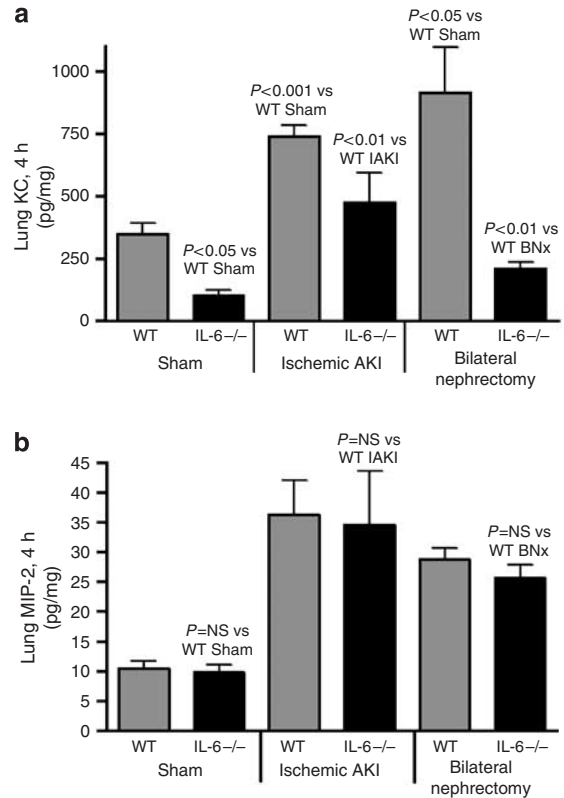 a
P<0.05 vs
WT Sham
P<0.001 vs
WT Sham
P<0.01 vs
WT IAKI
P<0.01 vs
WT BNx
P<0.05 vs
WT Sham
Lung KC, 4 h
(pg/mg)
1000
750
500
250
0
WT IL-6−/− WT IL-6−/− WT IL-6−/−
Sham Ischemic AKI Bilateral
nephrectomy
b
P=NS vs
WT IAKI
P=NS vs
WT BNx
P=NS vs
WT Sham
Lung MIP-2, 4 h
(pg/mg)
45
40
35
30
25
20
15
10
5
0
WT IL-6−/− WT IL-6−/− WT IL-6−/−
Sham Ischemic AKI Bilateral
nephrectomy